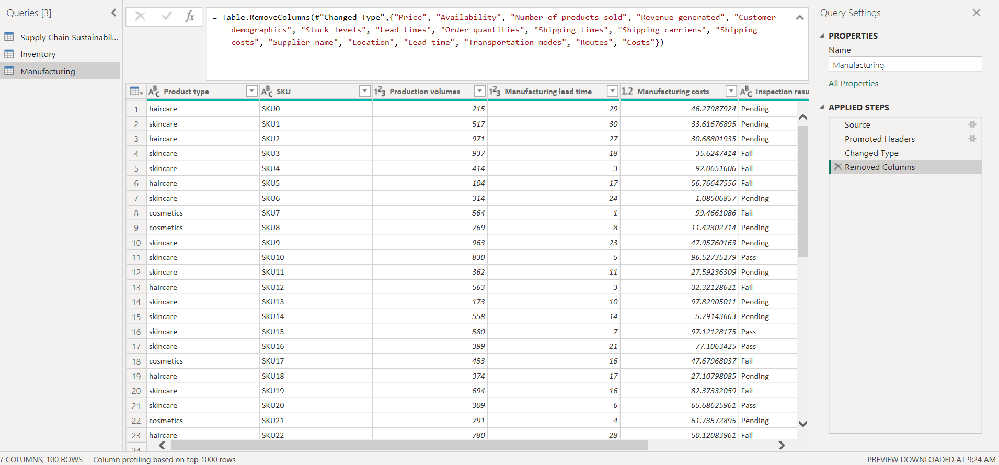 Queries [3]
Supply Chain Sustainabil...
Inventory
Manufacturing
fx
= Table.RemoveColumns(#"Changed Type",{"Price", "Availability", "Number of products sold", "Revenue generated", "Customer
demographics", "Stock levels", "Lead times", "Order quantities", "Shipping times", "Shipping carriers", "Shipping
costs", "Supplier name", "Location", "Lead time", "Transportation modes", "Routes", "Costs"})
ABC Product type ABC SKU 123 Production volumes 123 Manufacturing lead time 1.2 Manufacturing costs ABC Inspection resu
1 haircare SKU0 215 29 46.27987924 Pending
2 skincare SKU1 517 30 33.61676895 Pending
3 haircare SKU2 971 27 30.68801935 Pending
4 skincare SKU3 937 18 35.6247414 Fail
5 skincare SKU4 414 3 92.0651606 Fail
6 haircare SKU5 104 17 56.76647556 Fail
7 skincare SKU6 314 24 1.08506857 Pending
8 cosmetics SKU7 564 1 99.4661086 Fail
9 cosmetics SKU8 769 8 11.42302714 Pending
10 skincare SKU9 963 23 47.95760163 Pending
11 skincare SKU10 830 5 96.52735279 Pass
12 skincare SKU11 362 11 27.59236309 Pending
13 haircare SKU12 563 3 32.32128621 Fail
14 skincare SKU13 173 10 97.82905011 Pending
15 skincare SKU14 558 14 5.79143663 Pending
16 skincare SKU15 580 7 97.12128175 Pass
17 skincare SKU16 399 21 77.1063425 Pass
18 cosmetics SKU17 453 16 47.67968037 Fail
19 haircare SKU18 374 17 27.10798085 Pending
20 skincare SKU19 694 16 82.37332059 Fail
21 skincare SKU20 309 6 65.68625961 Pass
22 cosmetics SKU21 791 4 61.73572895 Pending
23 haircare SKU22 780 28 50.12083961 Fail
24
Query Settings
PROPERTIES
Name
Manufacturing
All Properties
APPLIED STEPS
Source
Promoted Headers
Changed Type
Removed Columns
7 COLUMNS, 100 ROWS Column profiling based on top 1000 rows
PREVIEW DOWNLOADED AT 9:24 AM